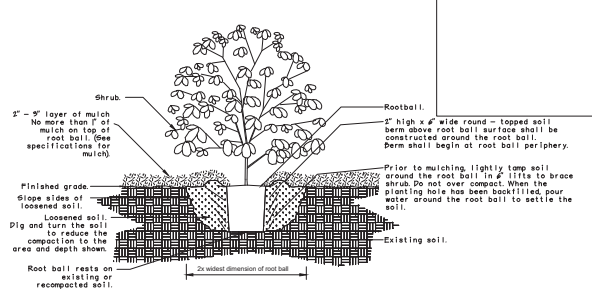 Shrub.
2" - 3" layer of mulch
No more than 1" of
mulch on top of
root ball. (See
specifications for
mulch).
Finished grade.
Slope sides of
loosened soil.
Loosened soil.
Dig and turn the soil
to reduce the
compaction to the
area and depth shown.
Root ball rests on
existing or
recompacted soil.
2x widest dimension of root ball
Rootball.
2" high x 6" wide round - topped soil
berm above root ball surface shall be
constructed around the root ball.
Berm shall begin at root ball periphery.
Prior to mulching, lightly tamp soil
around the root ball in 6" lifts to brace
shrub. Do not over compact. When the
planting hole has been backfilled, pour
water around the root ball to settle the
soil.
Existing soil.